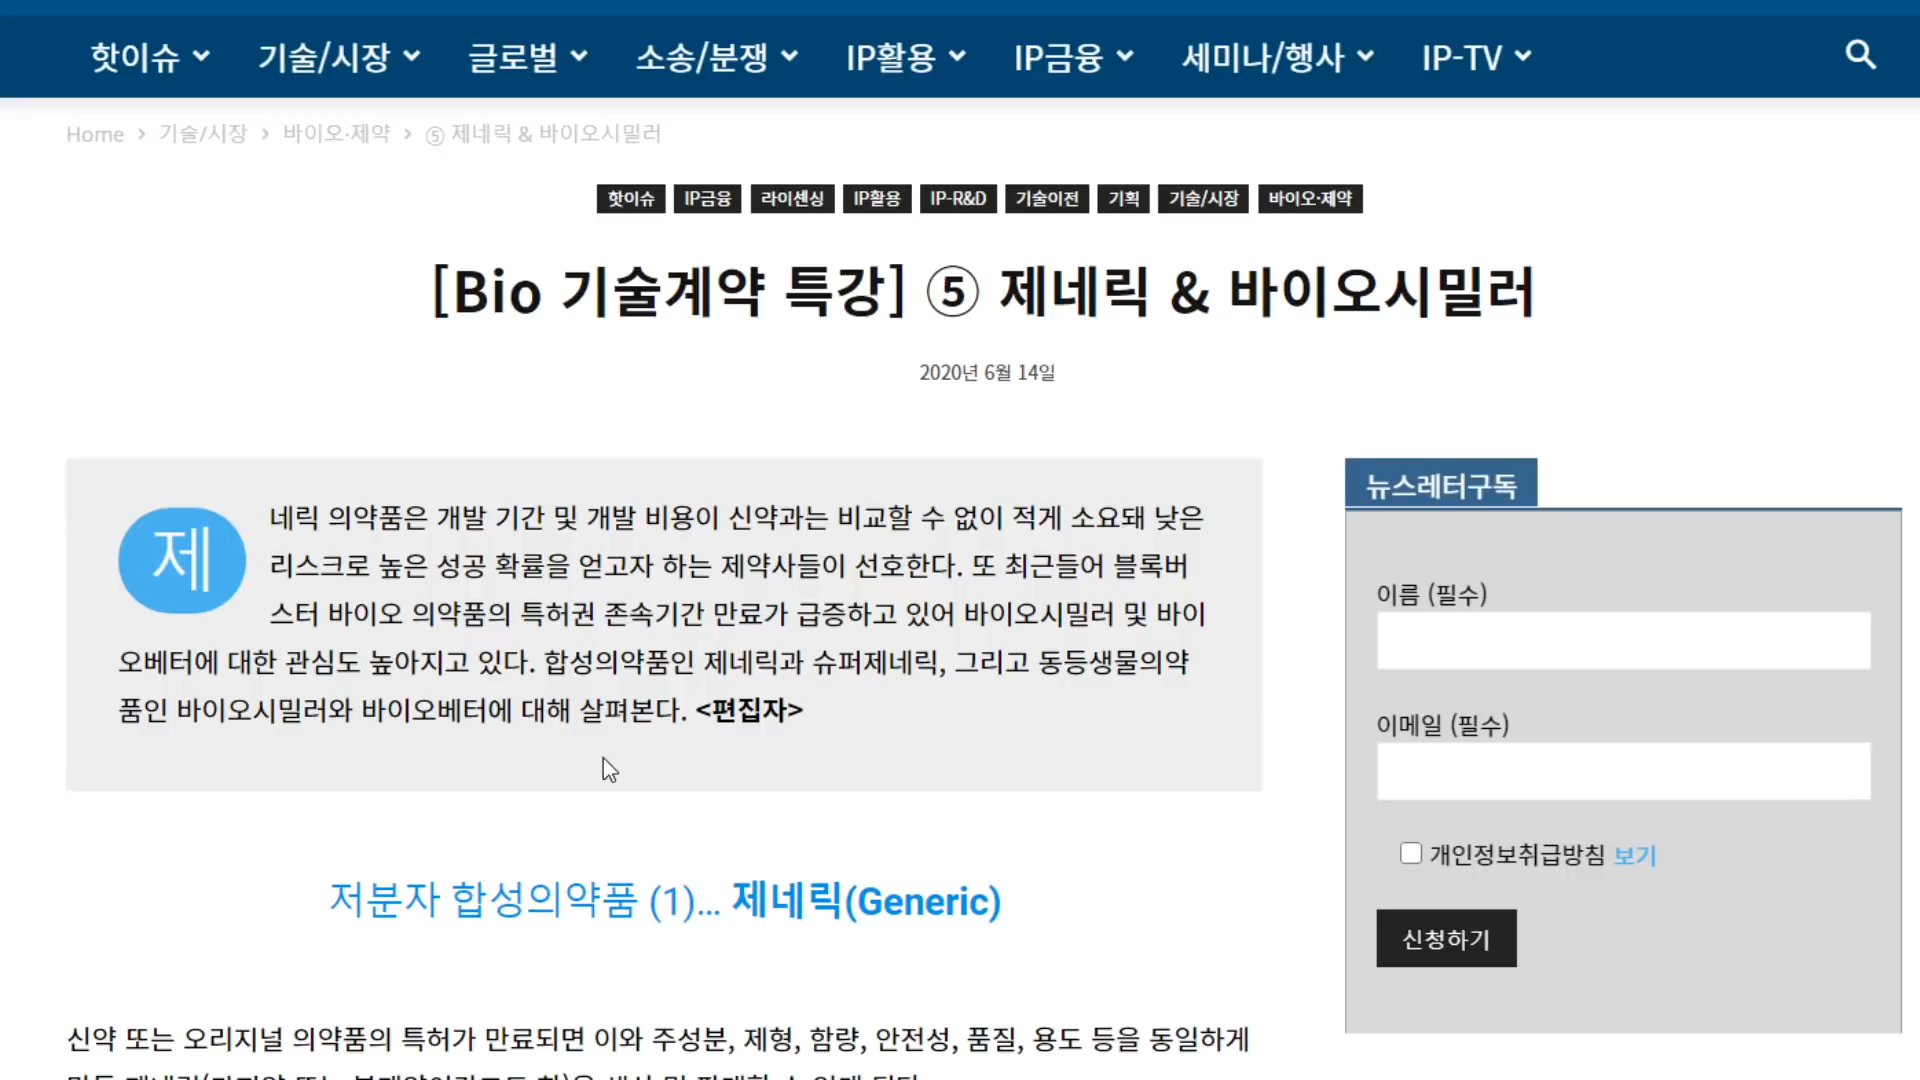 핫이슈 기술/시장 글로벌 소송/분쟁 IP활용 IP금융 세미나/행사 IP-TV
Home > 기술/시장 > 바이오·제약 > ⑤ 제네릭 & 바이오시밀러
핫이슈 IP금융 라이센싱 IP활용 IP-R&D 기술이전 기획 기술/시장 바이오·제약
[Bio 기술계약 특강] ⑤ 제네릭 & 바이오시밀러
2020년 6월 14일
제네릭 의약품은 개발 기간 및 개발 비용이 신약과는 비교할 수 없이 적게 소요돼 낮은
리스크로 높은 성공 확률을 얻고자 하는 제약사들이 선호한다. 또 최근들어 블록버
스터 바이오 의약품의 특허권 존속기간 만료가 급증하고 있어 바이오시밀러 및 바이
오베터에 대한 관심도 높아지고 있다. 합성의약품인 제네릭과 슈퍼제네릭, 그리고 동등생물의약
품인 바이오시밀러와 바이오베터에 대해 살펴본다. <편집자>
저분자 합성의약품 (1)... 제네릭(Generic)
신약 또는 오리지널 의약품의 특허가 만료되면 이와 주성분, 제형, 함량, 안전성, 품질, 용도 등을 동일하게
뉴스레터구독
이름 (필수)
이메일 (필수)
개인정보취급방침 보기
신청하기